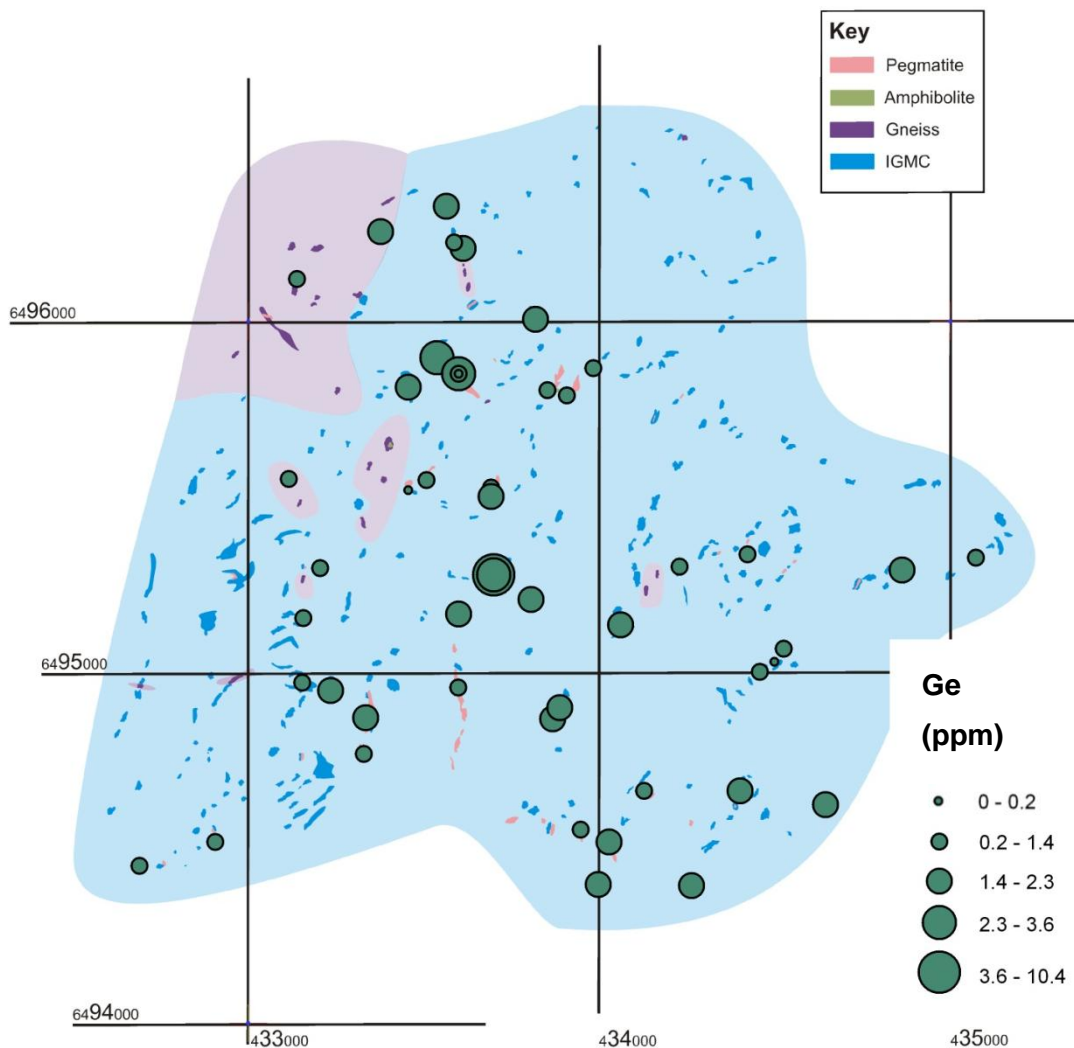 Key
Pegmatite
Amphibolite
Gneiss
IGMC
6496000
6495000
Ge
(ppm)
0 - 0.2
0.2 - 1.4
1.4 - 2.3
2.3 - 3.6
3.6 - 10.4
6494000
433000
434000
435000